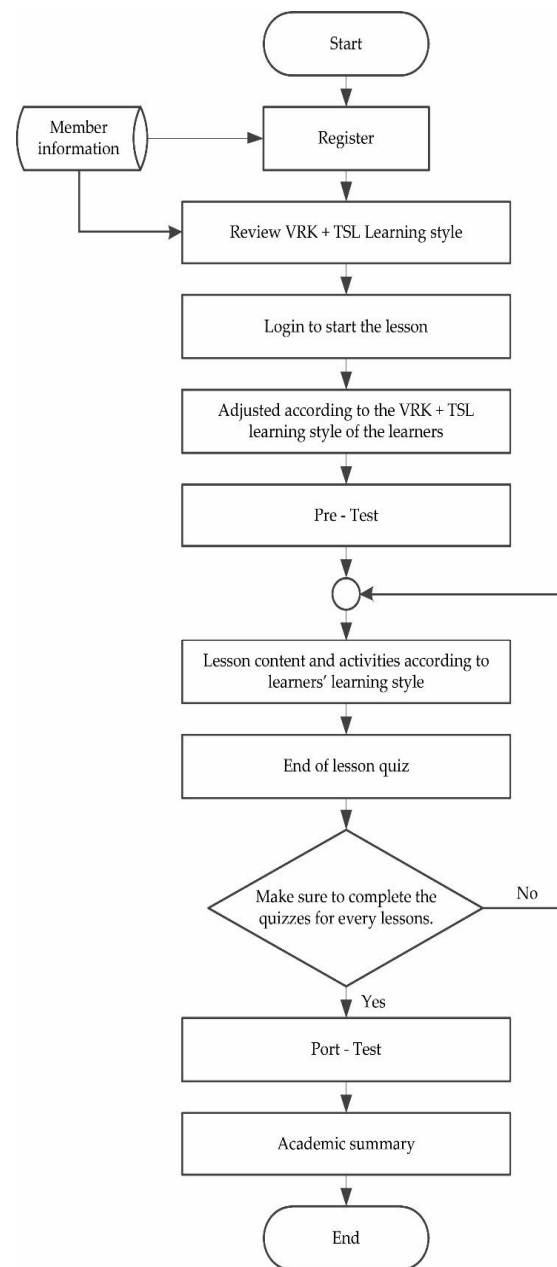 Start
Member
information
Register
Review VRK + TSL Learning style
Login to start the lesson
Adjusted according to the VRK + TSL
learning style of the learners
Pre - Test
Lesson content and activities according to
learners' learning style
End of lesson quiz
Make sure to complete the
quizzes for every lessons.
No
Yes
Port - Test
Academic summary
End